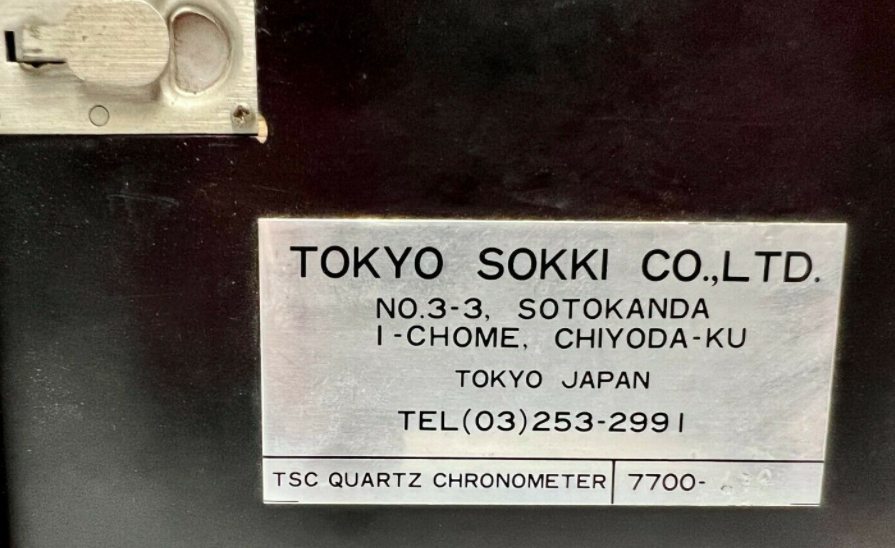 TOKYO SOKKI CO.,LTD.
NO.3-3, SOTOKANDA
1-CHOME, CHIYODA-KU
TOKYO JAPAN
TEL(03)253-2991
TSC QUARTZ CHRONOMETER 7700-